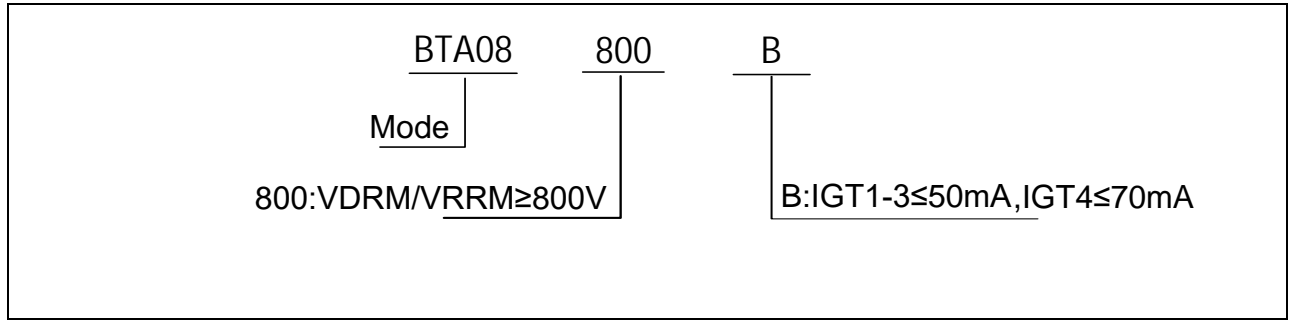 BTA08 800 B
Mode
800:VDRM/VRRM≥800V B:IGT1-3≤50mA,IGT4≤70mA